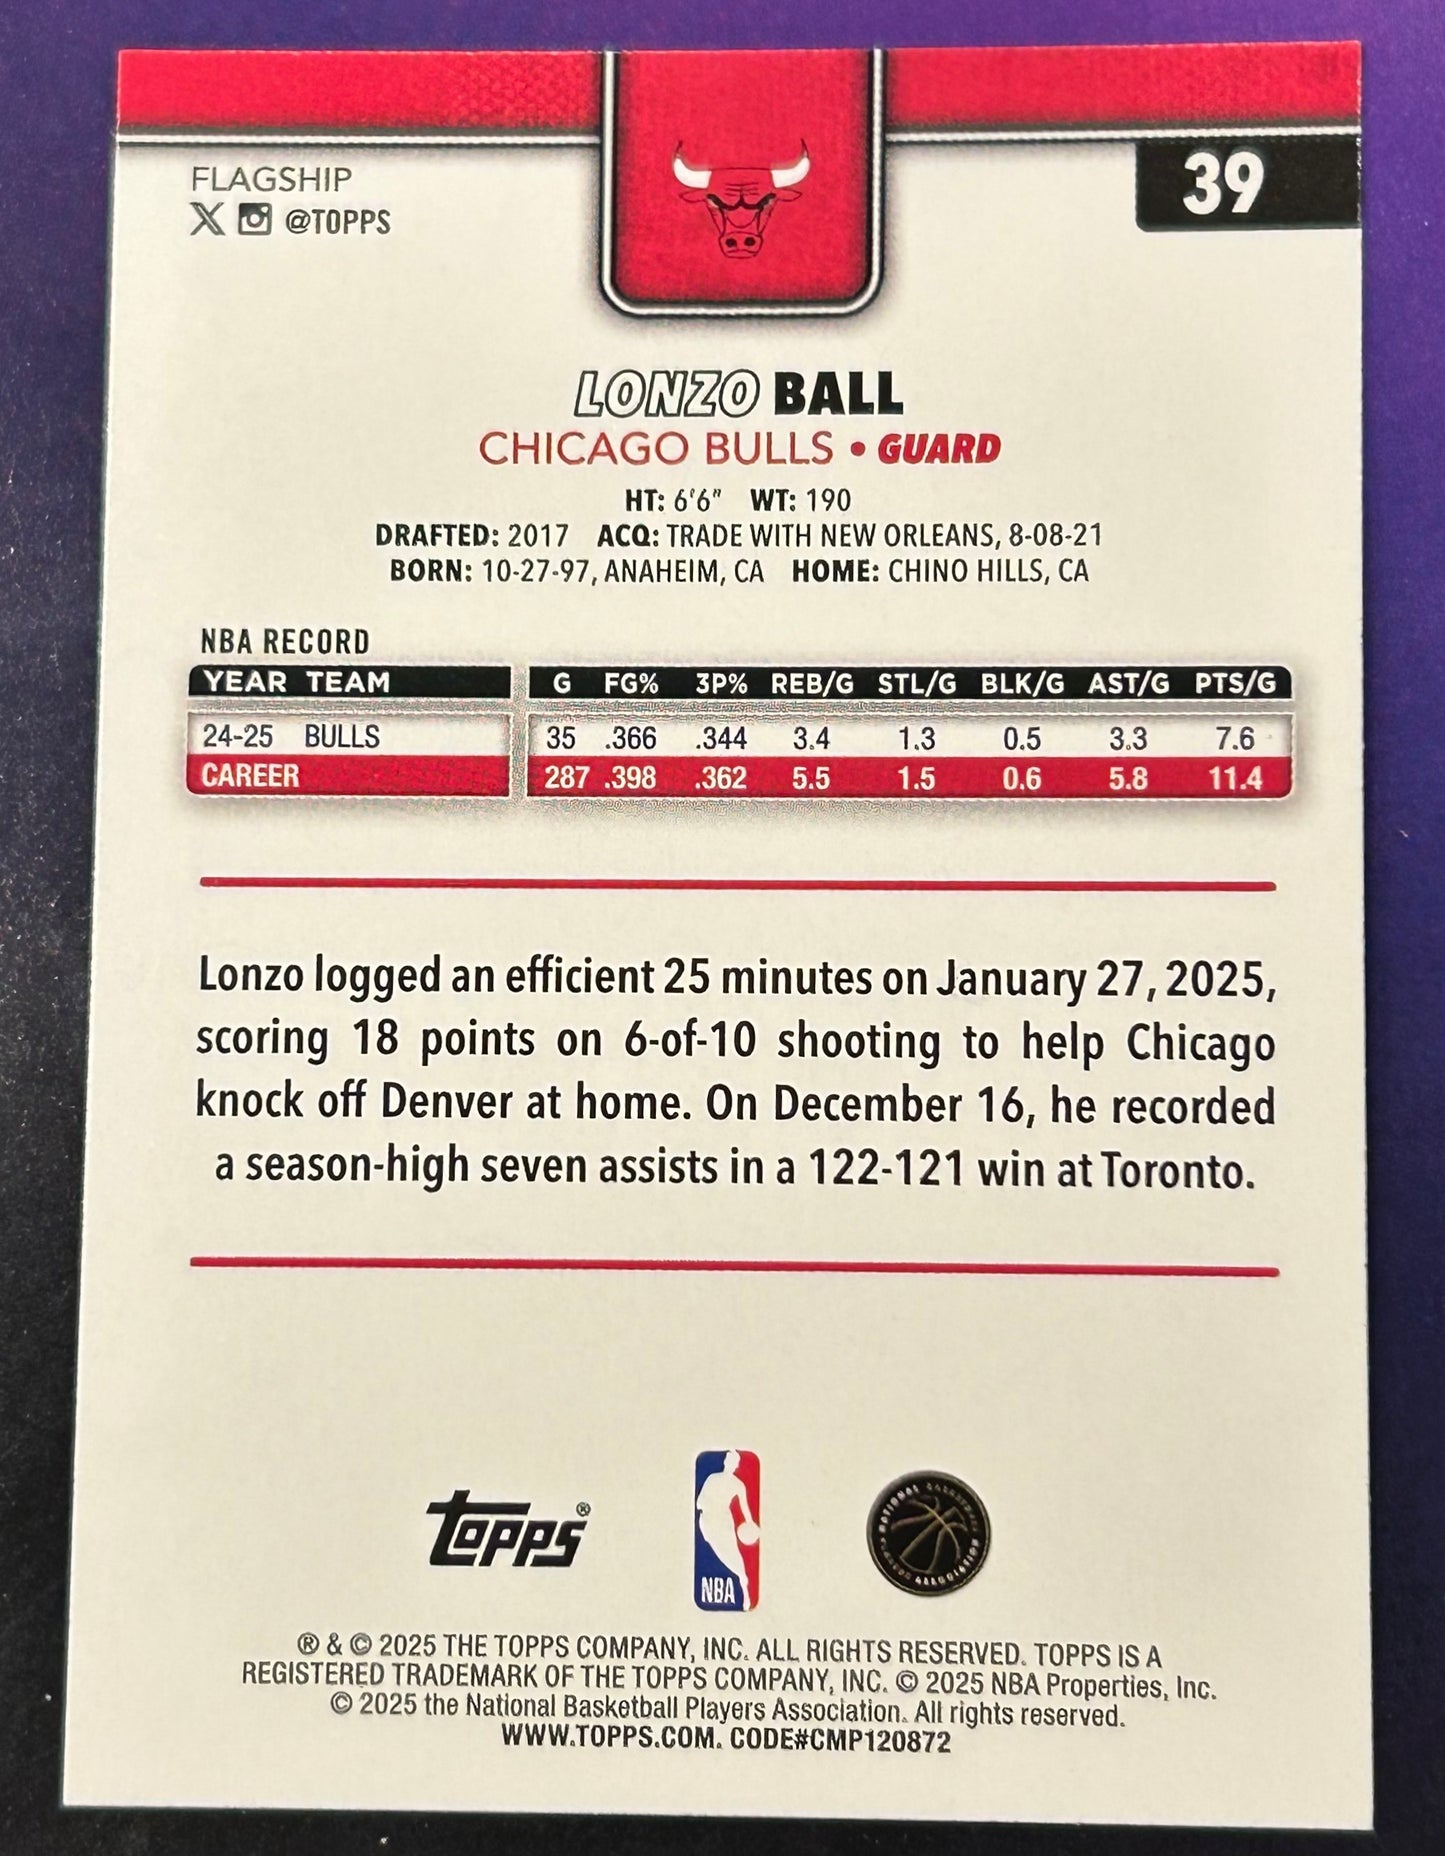 39
FLAGSHIP
X @TOPPS
LONZO BALL
CHICAGO BULLS • GUARD
HT: 6'6" WT: 190
DRAFTED: 2017 ACQ: TRADE WITH NEW ORLEANS, 8-08-21
BORN: 10-27-97, ANAHEIM, CA HOME: CHINO HILLS, CA
NBA RECORD
YEAR TEAM G FG% 3P% REB/G STL/G BLK/G AST/G PTS/G
24-25 BULLS 35 .366 .344 3.4 1.3 0.5 3.3 7.6
CAREER 287 .398 .362 5.5 1.5 0.6 5.8 11.4
Lonzo logged an efficient 25 minutes on January 27, 2025,
scoring 18 points on 6-of-10 shooting to help Chicago
knock off Denver at home. On December 16, he recorded
a season-high seven assists in a 122-121 win at Toronto.
Topps®
NBA
NATIONAL BASKETBALL PLAYERS ASSOCIATION
® & © 2025 THE TOPPS COMPANY, INC. ALL RIGHTS RESERVED. TOPPS IS A
REGISTERED TRADEMARK OF THE TOPPS COMPANY, INC. © 2025 NBA Properties, Inc.
© 2025 the National Basketball Players Association. All rights reserved.
WWW.TOPPS.COM. CODE#CMP120872